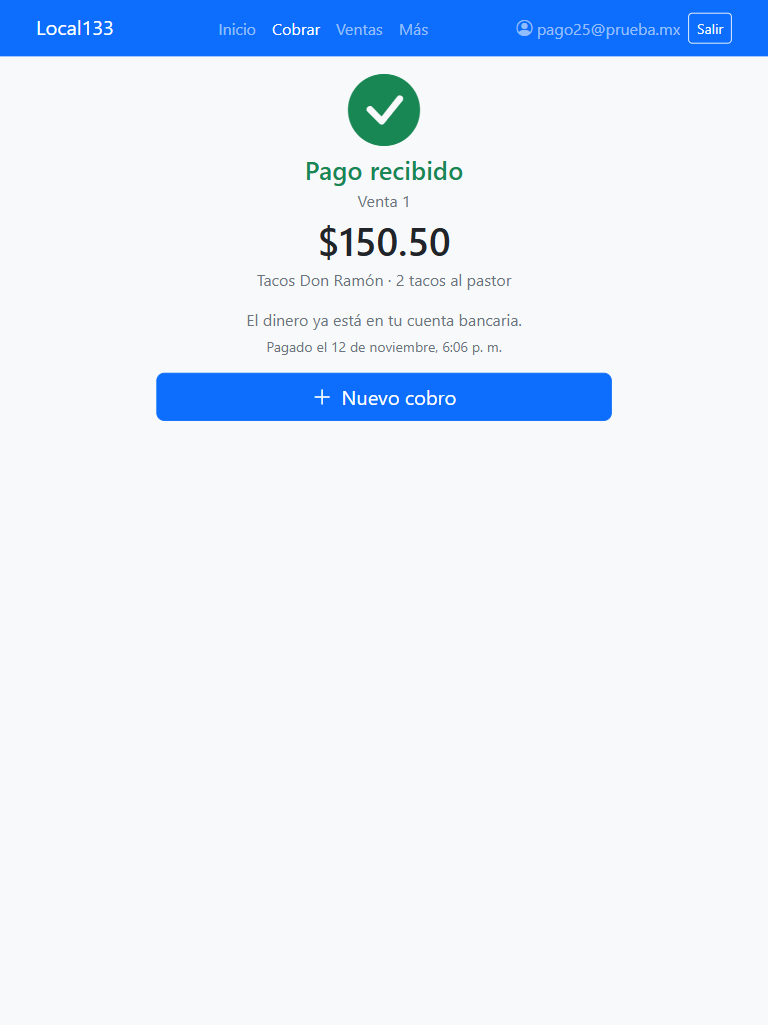 Local133 Inicio Cobrar Ventas Más pago25@prueba.mx Salir
Pago recibido
Venta 1
$150.50
Tacos Don Ramón · 2 tacos al pastor
El dinero ya está en tu cuenta bancaria.
Pagado el 12 de noviembre, 6:06 p. m.
+ Nuevo cobro